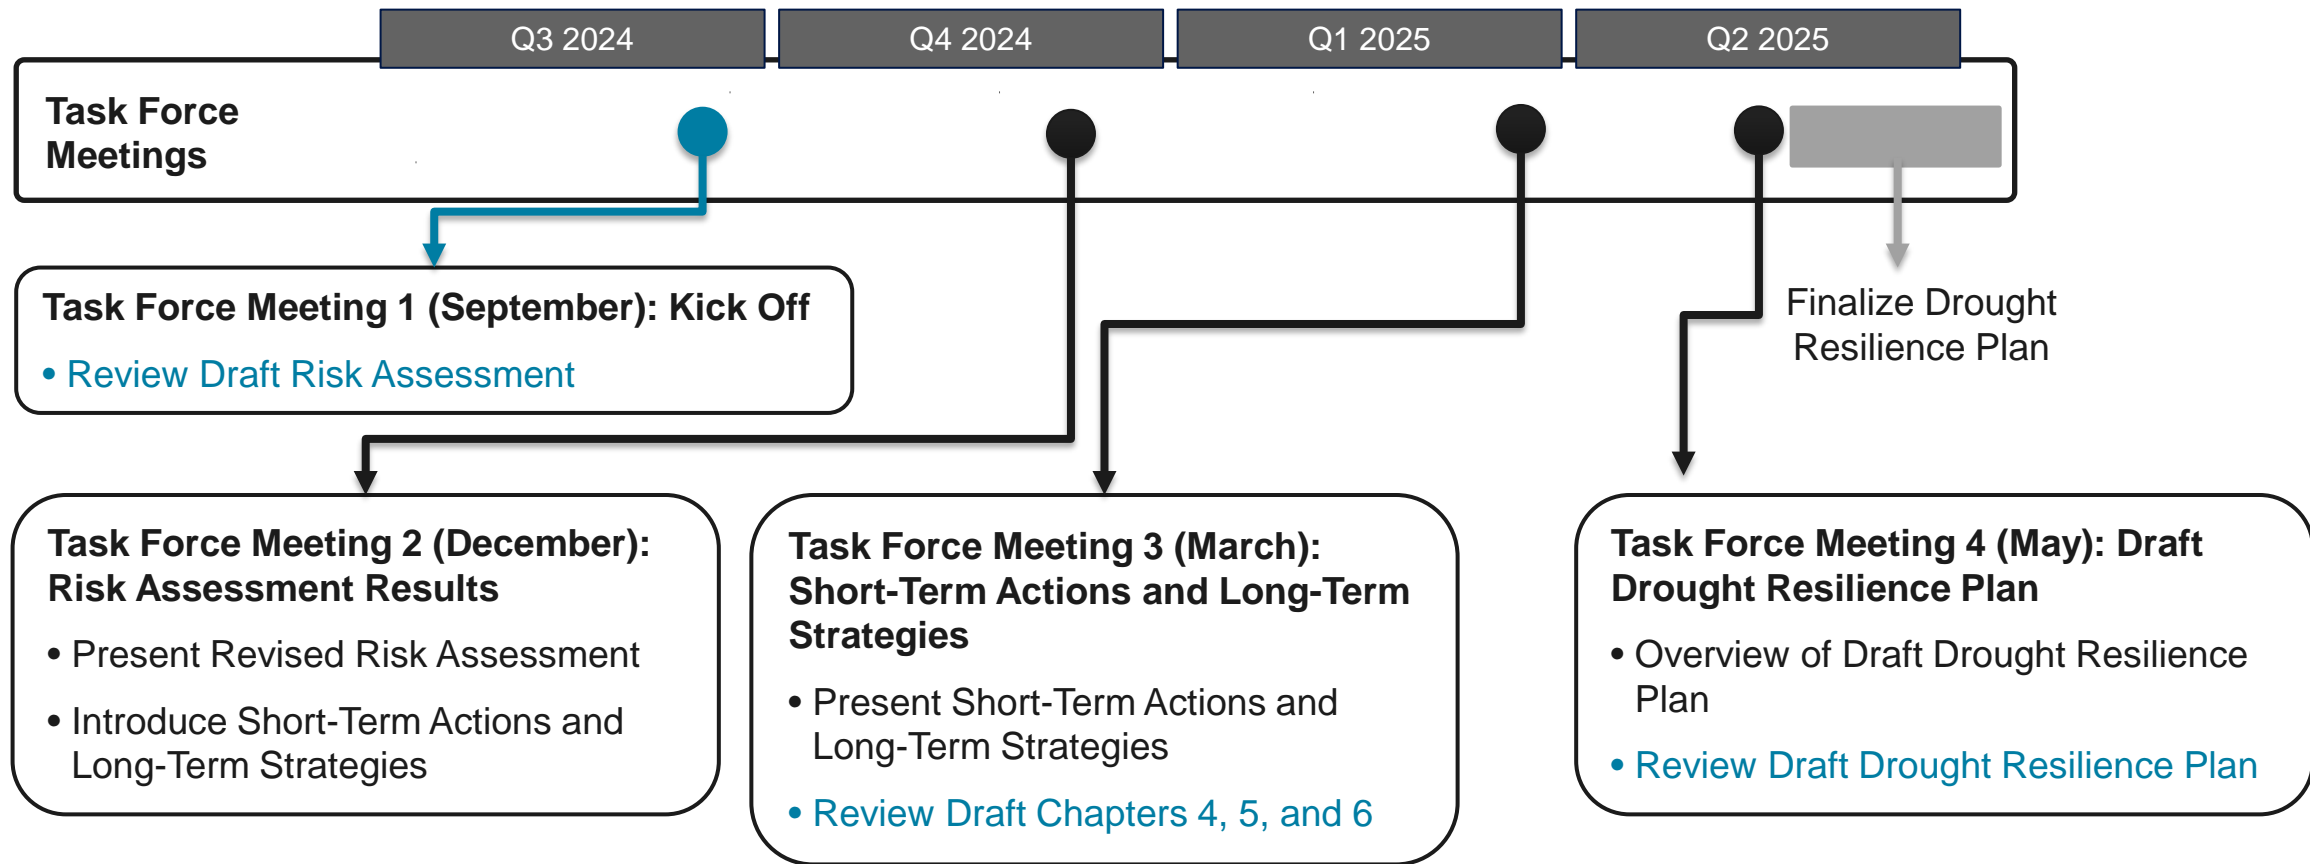 Q3 2024
Q4 2024
Q1 2025
Q2 2025
Task Force
Meetings
Task Force Meeting 1 (September): Kick Off
• Review Draft Risk Assessment
Finalize Drought
Resilience Plan
Task Force Meeting 2 (December):
Risk Assessment Results
• Present Revised Risk Assessment
• Introduce Short-Term Actions and
Long-Term Strategies
Task Force Meeting 3 (March):
Short-Term Actions and Long-Term
Strategies
• Present Short-Term Actions and
Long-Term Strategies
• Review Draft Chapters 4, 5, and 6
Task Force Meeting 4 (May): Draft
Drought Resilience Plan
• Overview of Draft Drought Resilience
Plan
• Review Draft Drought Resilience Plan